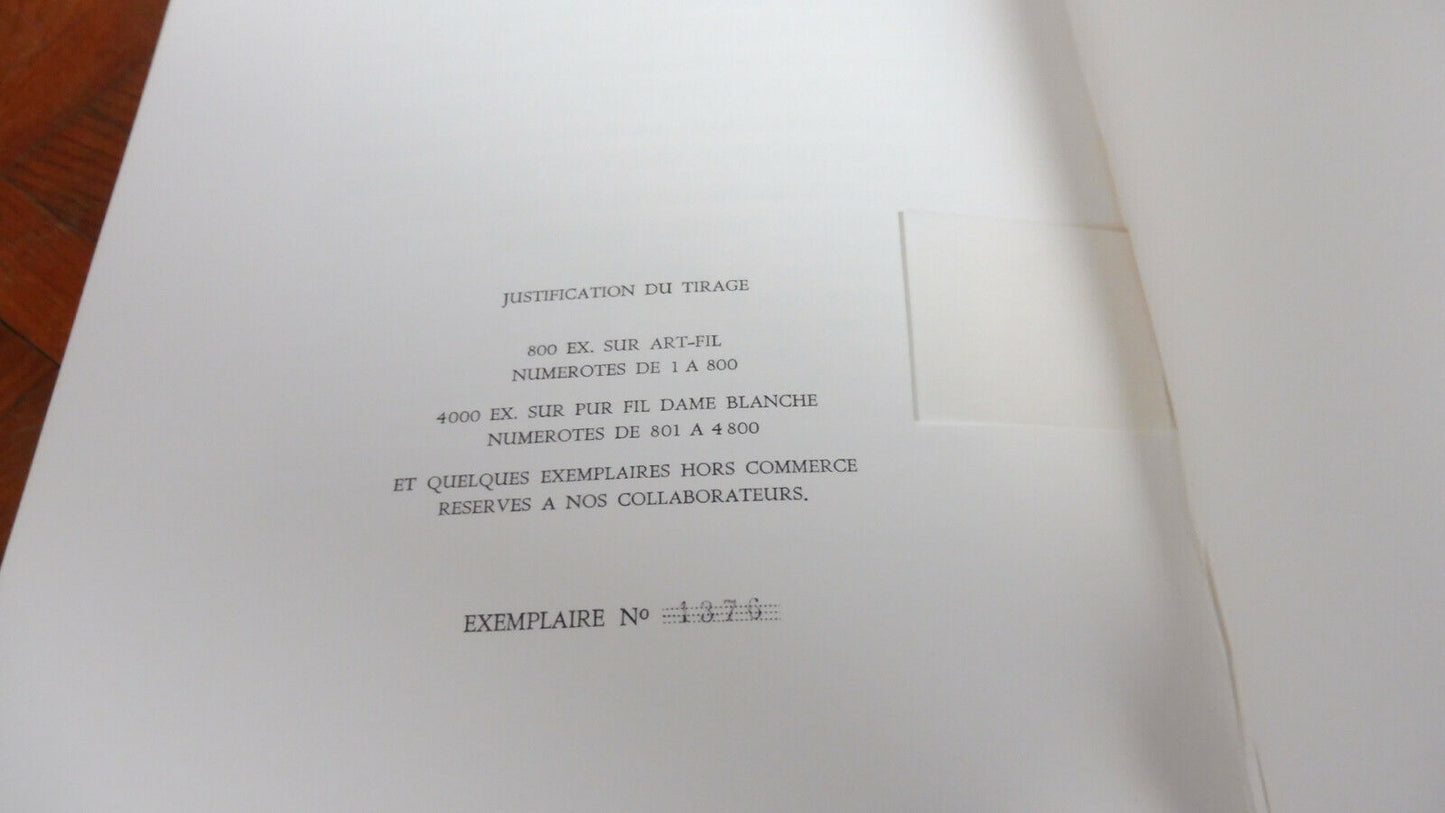 JUSTIFICATION DU TIRAGE
800 EX. SUR ART-FIL
NUMEROTES DE 1 A 800
4000 EX. SUR PUR FIL DAME BLANCHE
NUMEROTES DE 801 A 4 800
ET QUELQUES EXEMPLAIRES HORS COMMERCE
RESERVES A NOS COLLABORATEURS.
EXEMPLAIRE No 1376